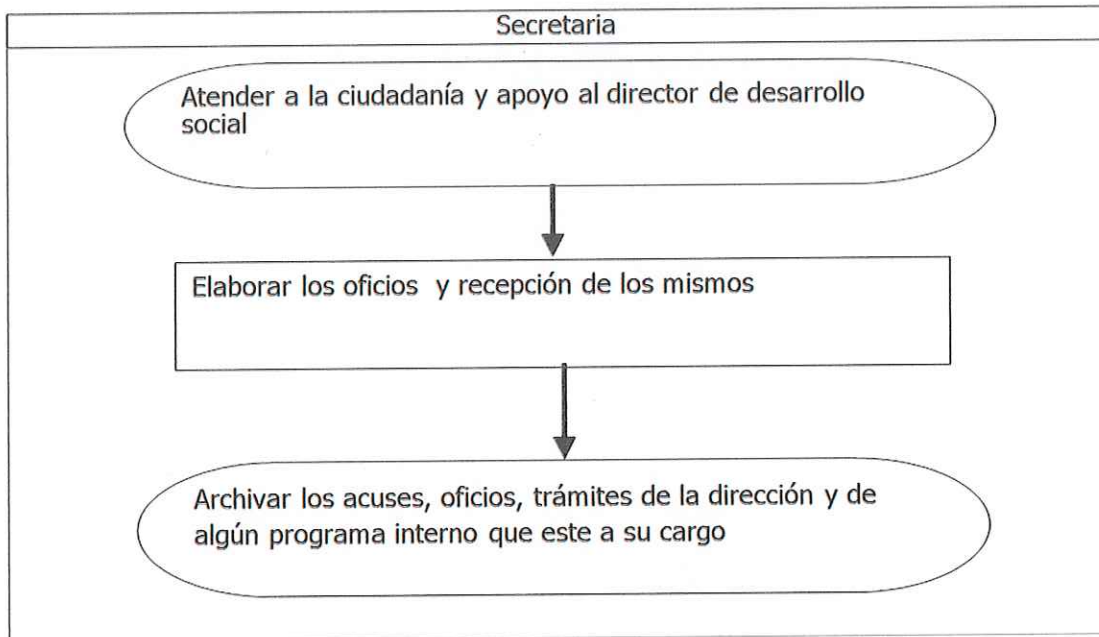 Secretaria
Atender a la ciudadanía y apoyo al director de desarrollo
social
Elaborar los oficios y recepción de los mismos
Archivar los acuses, oficios, trámites de la dirección y de
algún programa interno que este a su cargo